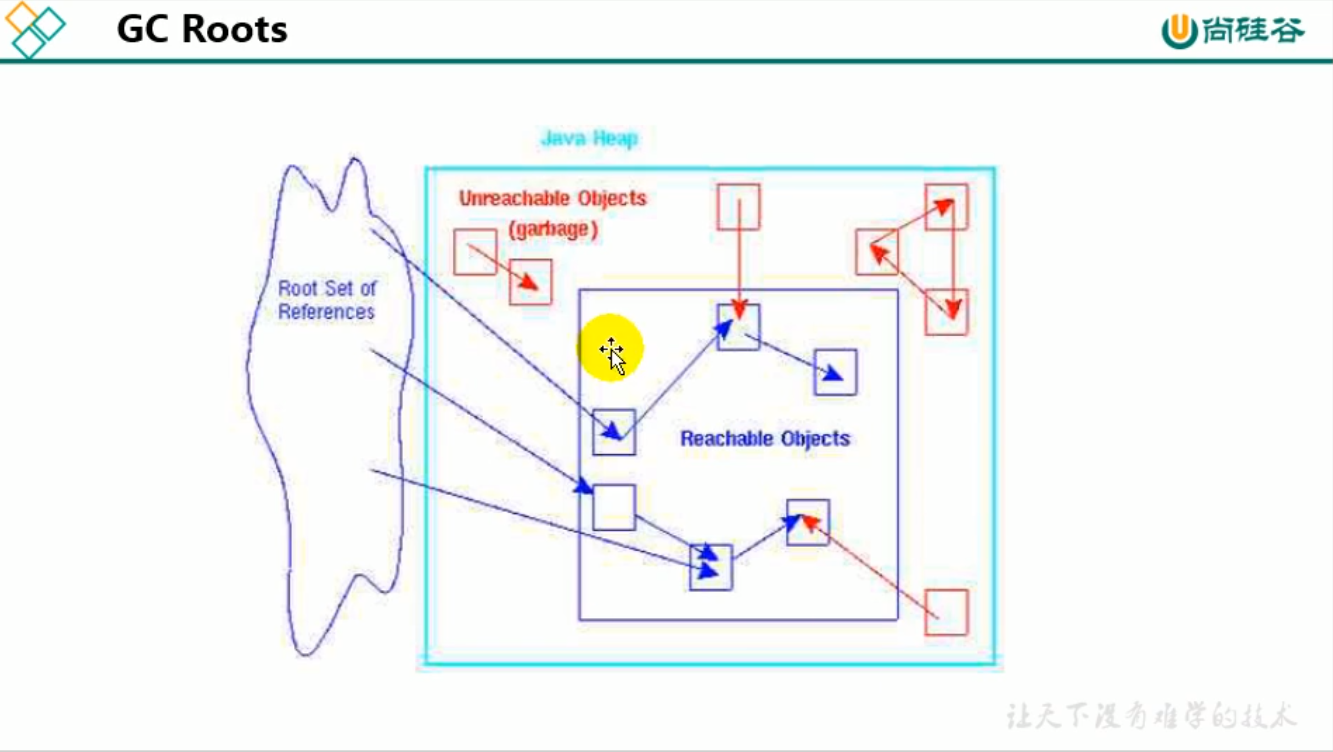 GC Roots
尚硅谷
Java Heap
Unreachable Objects
(garbage)
Root Set of
References
Reachable Objects
让天下没有难学的技术